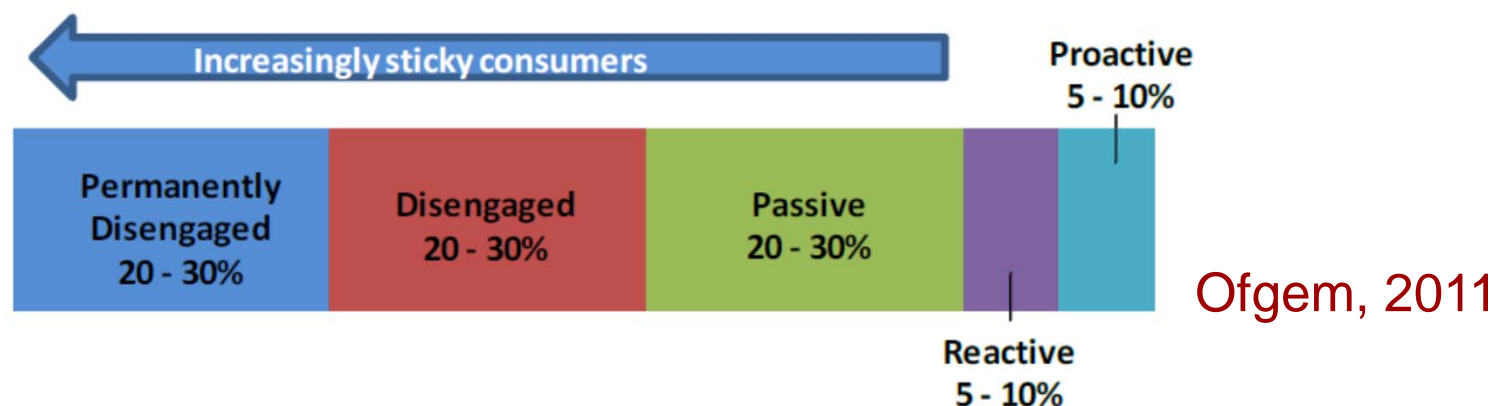 Increasingly sticky consumers
Proactive
5 - 10%
Permanently
Disengaged
20 - 30%
Disengaged
20 - 30%
Passive
20 - 30%
Ofgem, 2011
Reactive
5 - 10%